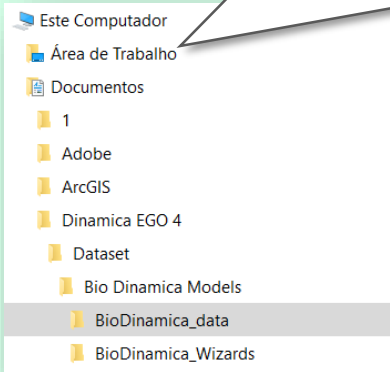 Este Computador
Área de Trabalho
Documentos
1
Adobe
ArcGIS
Dinamica EGO 4
Dataset
Bio Dinamica Models
BioDinamica_data
BioDinamica_Wizards